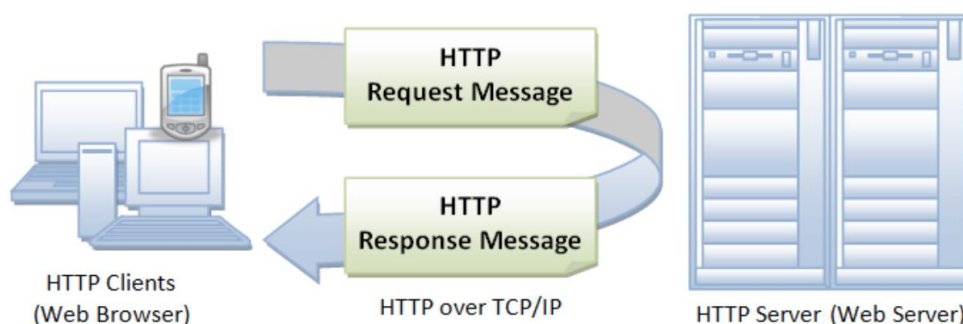 HTTP
Request Message
HTTP
Response Message
HTTP Clients
(Web Browser)
HTTP over TCP/IP
HTTP Server (Web Server)